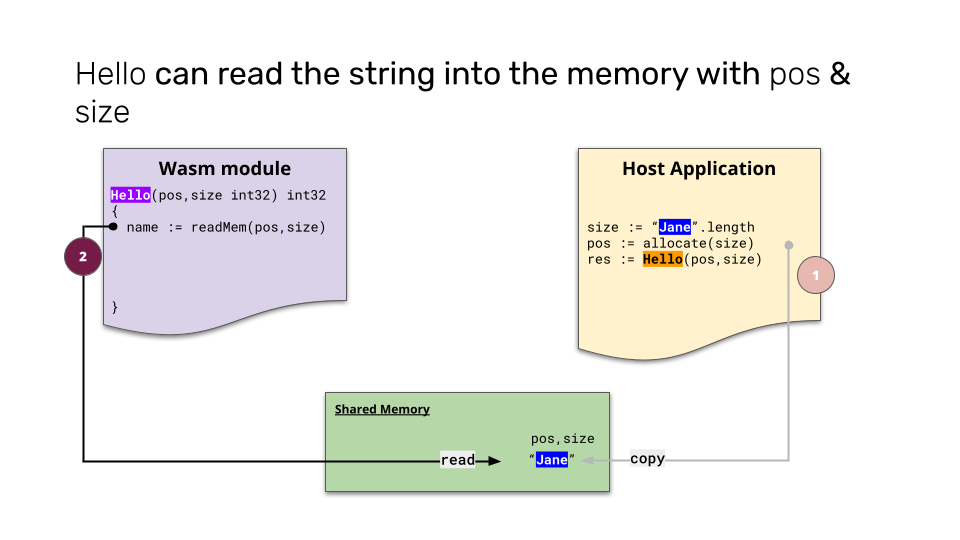 Hello can read the string into the memory with pos &
size
Wasm module
Hello(pos,size int32) int32
{
name := readMem(pos,size)
2
}
Host Application
size := “Jane”.length
pos := allocate(size)
res := Hello(pos,size)
1
Shared Memory
pos,size
read
“Jane”
copy